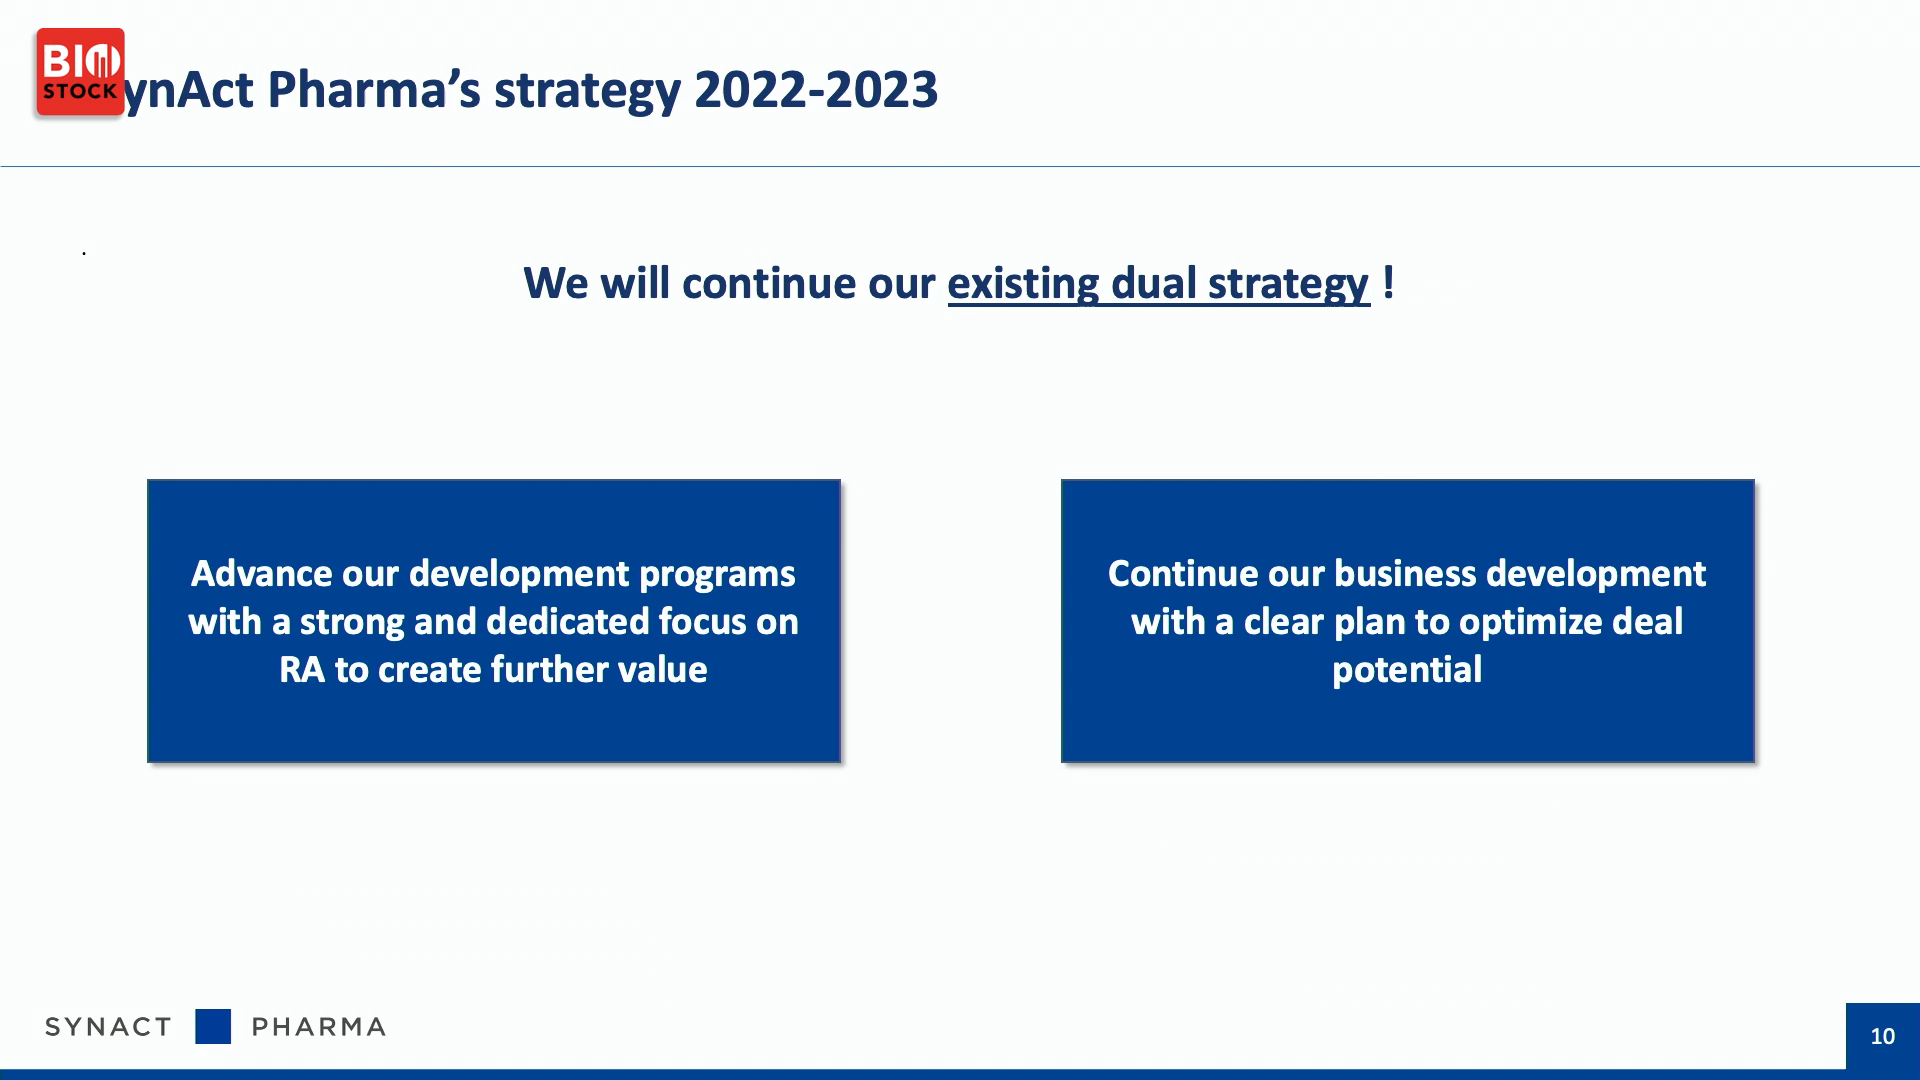 BIO
STOCK
ynAct Pharma’s strategy 2022-2023
.
We will continue our existing dual strategy !
Advance our development programs
with a strong and dedicated focus on
RA to create further value
Continue our business development
with a clear plan to optimize deal
potential
SYNACT PHARMA
10